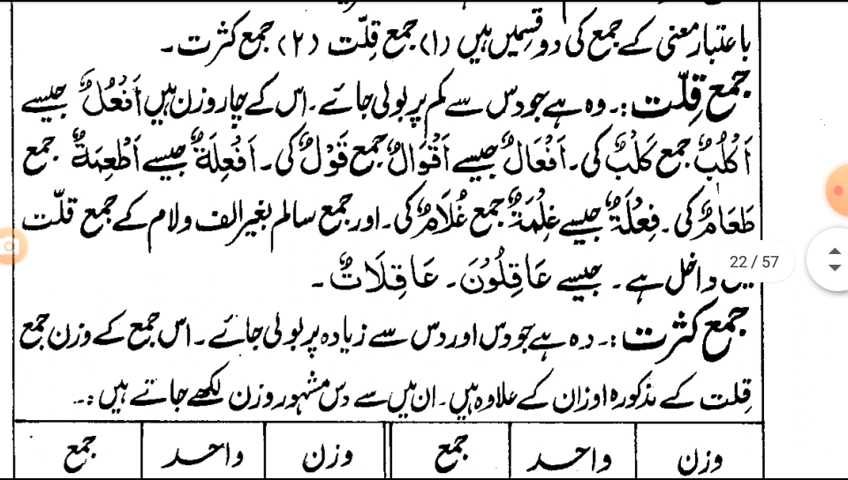 باعتبار معنی کے جمع کی دو قسمیں ہیں (۱) جمع قِلّت (۲) جمع کثرت۔
جمع قِلّت :۔ وہ ہے جو دس سے کم پر بولی جائے۔ اس کے چار وزن ہیں اَفْعُلٌ جیسے
اَکْلُبٌ جمع کَلْبٌ کی۔ اَفْعَالٌ جیسے اَقْوَالٌ جمع قَوْلٌ کی۔ اَفْعِلَةٌ جیسے اَطْعِمَةٌ جمع
طَعَامٌ کی۔ فِعْلَةٌ جیسے غِلْمَةٌ جمع غُلَامٌ کی۔ اور جمع سالم بغیر الف و لام کے جمع قلّت
میں داخل ہے۔ جیسے عَاقِلُوْنَ۔ عَاقِلَاتٌ۔
22 / 57
جمع کثرت :۔ وہ ہے جو دس اور دس سے زیادہ پر بولی جائے۔ اس جمع کے وزن جمع
قِلت کے مذکورہ اوزان کے علاوہ ہیں۔ ان میں سے دس مشہور وزن لکھے جاتے ہیں :۔
وزن واحد جمع وزن واحد جمع